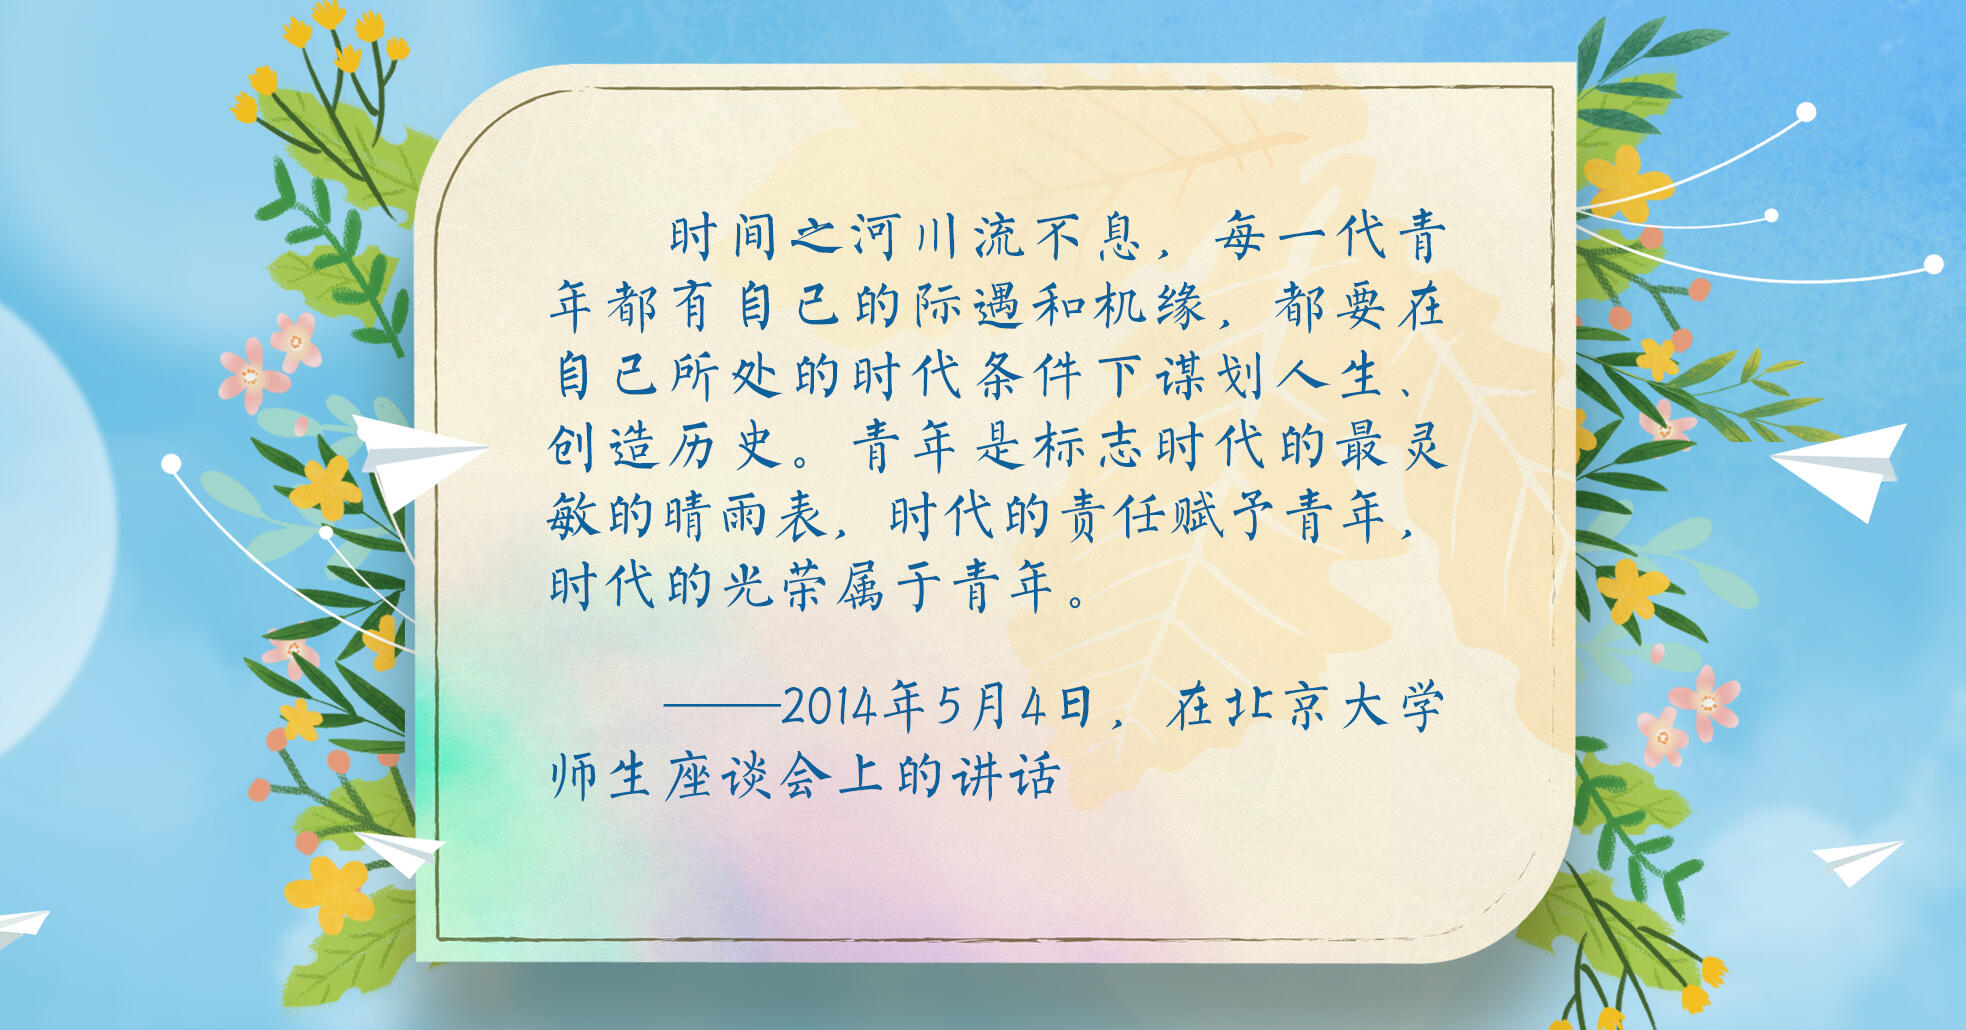 时间之河川流不息，每一代青
年都有自己的际遇和机缘，都要在
自己所处的时代条件下谋划人生、
创造历史。青年是标志时代的最灵
敏的晴雨表，时代的责任赋予青年，
时代的光荣属于青年。
——2014年5月4日，在北京大学
师生座谈会上的讲话